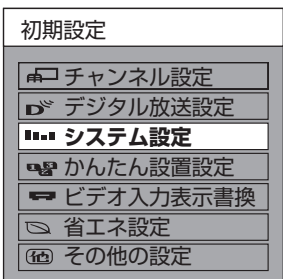 初期設定
チャンネル設定
デジタル放送設定
システム設定
かんたん設置設定
ビデオ入力表示書換
省エネ設定
他 その他の設定